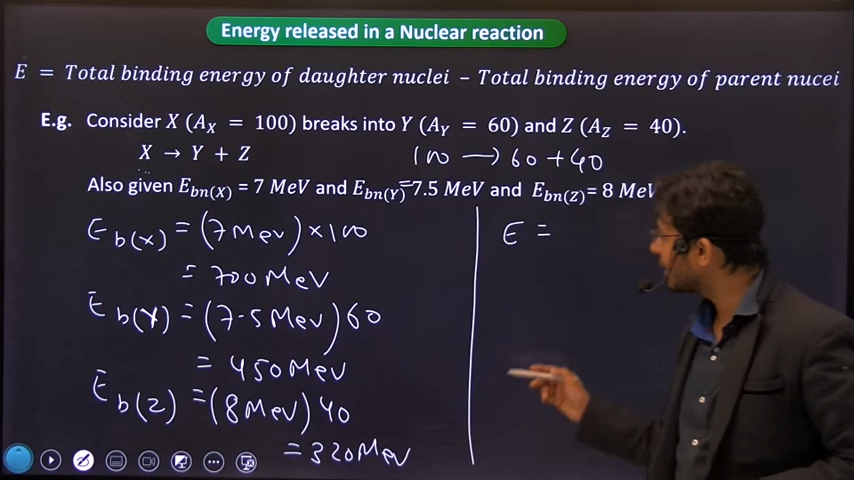 Energy released in a Nuclear reaction
E = Total binding energy of daughter nuclei − Total binding energy of parent nucei
E.g. Consider X (A_X = 100) breaks into Y (A_Y = 60) and Z (A_Z = 40).
X → Y + Z
100 → 60 + 40
Also given E_bn(X) = 7 MeV and E_bn(Y) = 7.5 MeV and E_bn(Z) = 8 MeV
E_b(X) = (7 MeV) × 100
= 700 MeV
E_b(Y) = (7.5 MeV) 60
= 450 MeV
E_b(Z) = (8 MeV) 40
= 320 MeV
E =